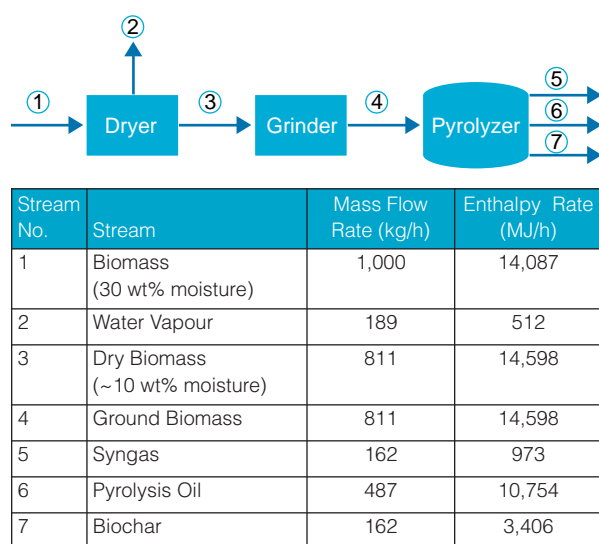 ②
① ③ ④ ⑤
Dryer Grinder Pyrolyzer ⑥
⑦
Stream No. Stream Mass Flow Rate (kg/h) Enthalpy Rate (MJ/h)
1 Biomass 1,000 14,087
(30 wt% moisture)
2 Water Vapour 189 512
3 Dry Biomass 811 14,598
(~10 wt% moisture)
4 Ground Biomass 811 14,598
5 Syngas 162 973
6 Pyrolysis Oil 487 10,754
7 Biochar 162 3,406